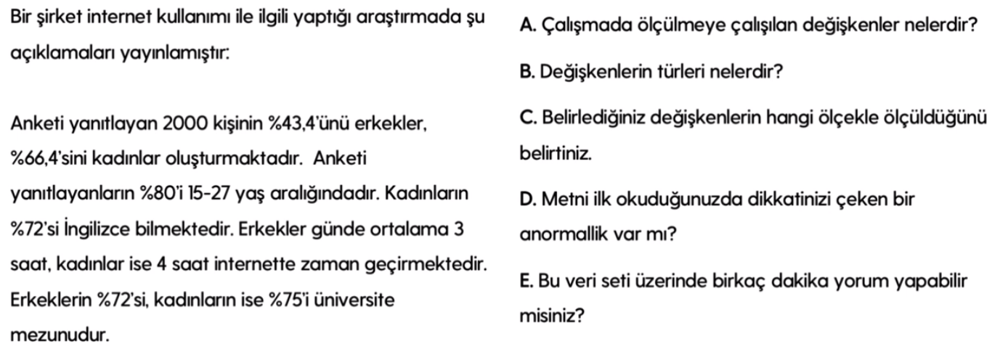 Bir şirket internet kullanımı ile ilgili yaptığı araştırmada şu
açıklamaları yayınlamıştır:
Anketi yanıtlayan 2000 kişinin %43,4'ünü erkekler,
%66,4'sini kadınlar oluşturmaktadır. Anketi
yanıtlayanların %80'i 15-27 yaş aralığındadır. Kadınların
%72'si İngilizce bilmektedir. Erkekler günde ortalama 3
saat, kadınlar ise 4 saat internette zaman geçirmektedir.
Erkeklerin %72'si, kadınların ise %75'i üniversite
mezunudur.
A. Çalışmada ölçülmeye çalışılan değişkenler nelerdir?
B. Değişkenlerin türleri nelerdir?
C. Belirlediğiniz değişkenlerin hangi ölçekle ölçüldüğünü
belirtiniz.
D. Metni ilk okuduğunuzda dikkatinizi çeken bir
anormallik var mı?
E. Bu veri seti üzerinde birkaç dakika yorum yapabilir
misiniz?